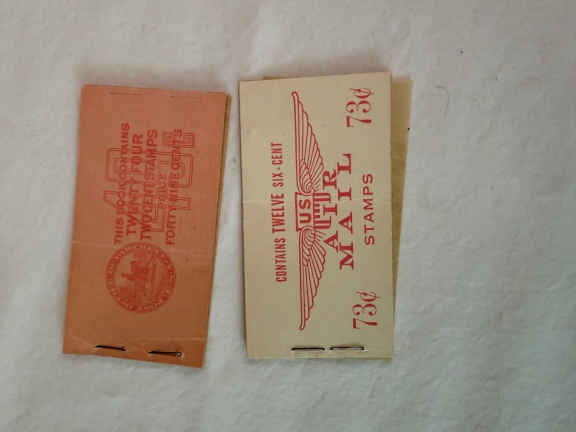 THIS BOOK CONTAINS
TWENTY FOUR
TWO CENT STAMPS
PRICE
FORTY NINE CENTS
CONTAINS TWELVE SIX-CENT
US
AIR
MAIL
STAMPS
73¢
73¢